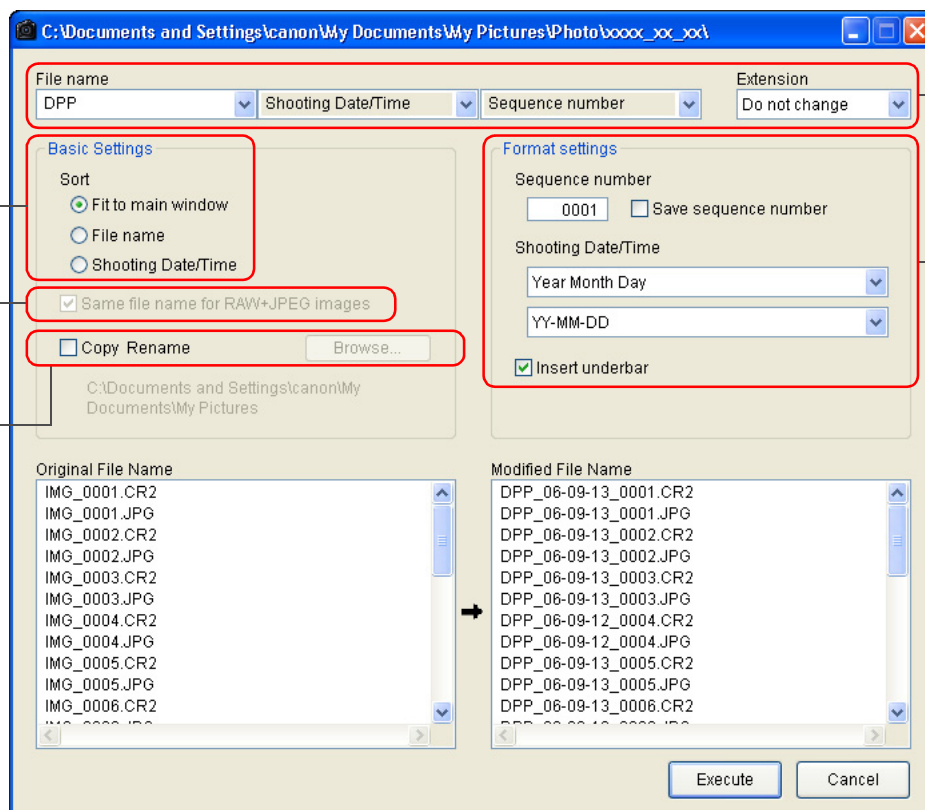 C:\Documents and Settings\canon\My Documents\My Pictures\Photo\xxxx_xx_xx\
File name
Extension
DPP
Shooting Date/Time
Sequence number
Do not change
Basic Settings
Sort
Fit to main window
File name
Shooting Date/Time
Same file name for RAW+JPEG images
Copy Rename
Browse...
C:\Documents and Settings\canon\My
Documents\My Pictures
Format settings
Sequence number
0001
Save sequence number
Shooting Date/Time
Year Month Day
YY-MM-DD
Insert underbar
Original File Name
IMG_0001.CR2
IMG_0001.JPG
IMG_0002.CR2
IMG_0002.JPG
IMG_0003.CR2
IMG_0003.JPG
IMG_0004.CR2
IMG_0004.JPG
IMG_0005.CR2
IMG_0005.JPG
IMG_0006.CR2
Modified File Name
DPP_06-09-13_0001.CR2
DPP_06-09-13_0001.JPG
DPP_06-09-13_0002.CR2
DPP_06-09-13_0002.JPG
DPP_06-09-13_0003.CR2
DPP_06-09-13_0003.JPG
DPP_06-09-12_0004.CR2
DPP_06-09-12_0004.JPG
DPP_06-09-13_0005.CR2
DPP_06-09-13_0005.JPG
DPP_06-09-13_0006.CR2
Execute
Cancel